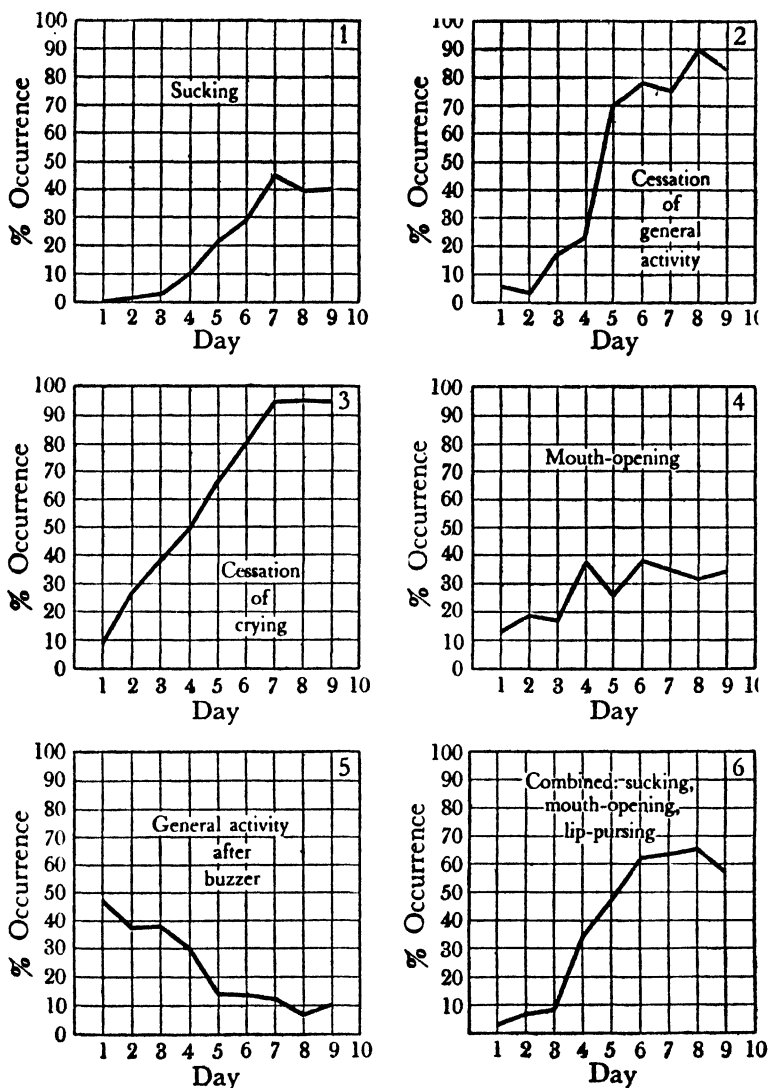 100
90
80
70
60
50
40
30
20
10
0
% Occurrence
1
Sucking
1 2 3 4 5 6 7 8 9 10
Day
90
80
70
60
50
40
30
20
10
0
% Occurrence
2
Cessation
of
general
activity
1 2 3 4 5 6 7 8 9
Day
100
90
80
70
60
50
40
30
20
10
0
% Occurrence
3
Cessation
of
crying
1 2 3 4 5 6 7 8 9 10
Day
100
90
80
70
60
50
40
30
20
10
0
% Occurrence
4
Mouth-opening
1 2 3 4 5 6 7 8 9 10
Day
100
90
80
70
60
50
40
30
20
10
0
% Occurrence
5
General activity
after
buzzer
1 2 3 4 5 6 7 8 9 10
Day
100
90
80
70
60
50
40
30
20
10
% Occurrence
6
Combined: sucking,
mouth-opening,
lip-pursing
1 2 3 4 5 6 7 8 9 10
Day